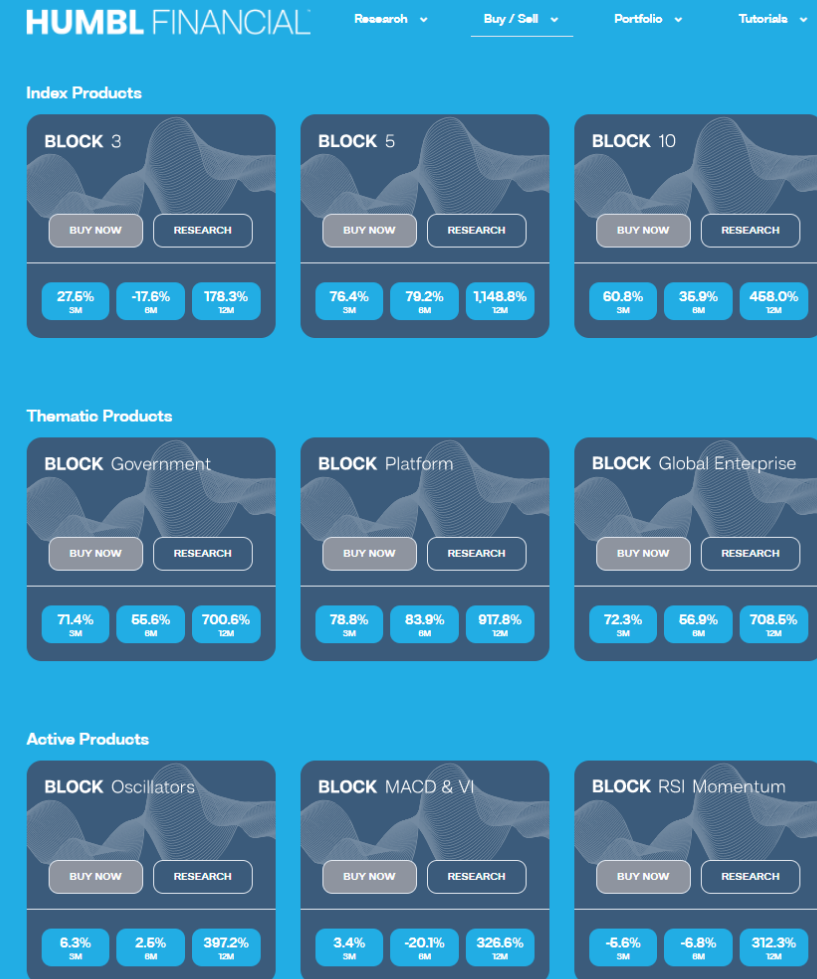 HUMBL FINANCIAL
Research Buy / Sell Portfolio Tutorials
Index Products
BLOCK 3 BLOCK 5 BLOCK 10
BUY NOW RESEARCH BUY NOW RESEARCH BUY NOW RESEARCH
27.5% -17.6% 178.3% 76.4% 79.2% 1,148.8% 60.8% 35.9% 458.0%
3M 6M 12M 3M 6M 12M 3M 6M 12M
Thematic Products
BLOCK Government BLOCK Platform BLOCK Global Enterprise
BUY NOW RESEARCH BUY NOW RESEARCH BUY NOW RESEARCH
71.4% 55.6% 700.6% 78.8% 83.9% 917.8% 72.3% 56.9% 708.5%
3M 6M 12M 3M 6M 12M 3M 6M 12M
Active Products
BLOCK Oscillators BLOCK MACD & VI BLOCK RSI Momentum
BUY NOW RESEARCH BUY NOW RESEARCH BUY NOW RESEARCH
6.3% 2.5% 397.2% 3.4% -20.1% 326.6% -5.6% -6.8% 312.3%
3M 6M 12M 3M 6M 12M 3M 6M 12M